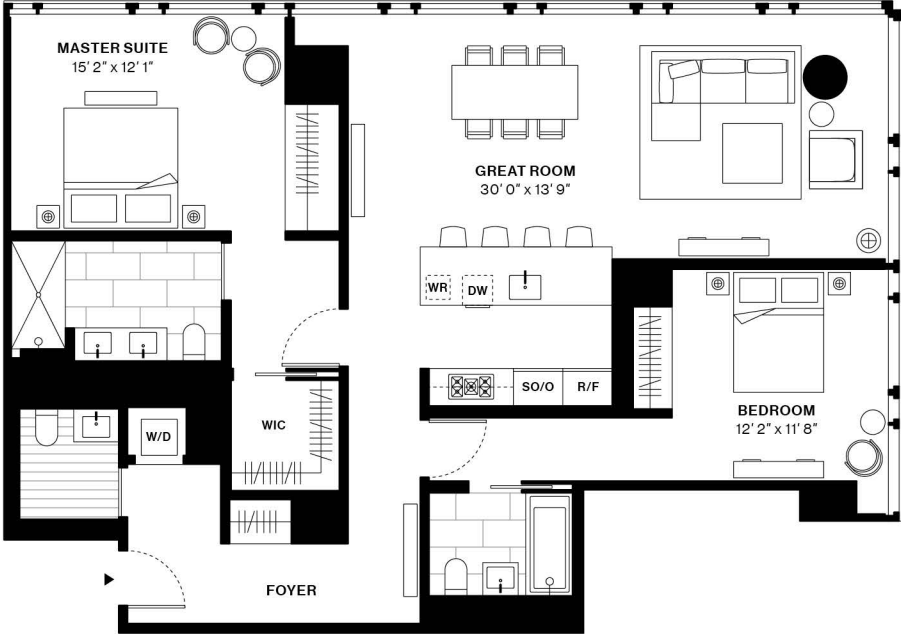 MASTER SUITE
15' 2" x 12' 1"
GREAT ROOM
30' 0" x 13' 9"
WR
DW
SO/O
R/F
BEDROOM
12' 2" x 11' 8"
WIC
W/D
FOYER